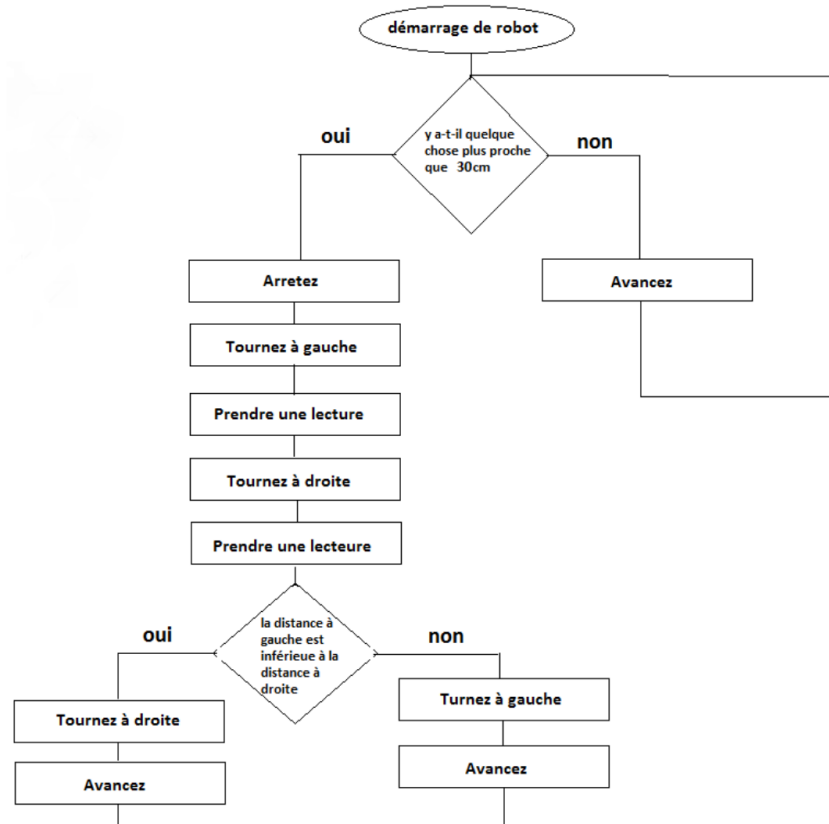 démarrage de robot
oui
y a-t-il quelque
chose plus proche
que 30cm
non
Arretez
Avancez
Tournez à gauche
Prendre une lecture
Tournez à droite
Prendre une lecteure
oui
la distance à
gauche est
inférieue à la
distance à
droite
non
Tournez à droite
Turnez à gauche
Avancez
Avancez